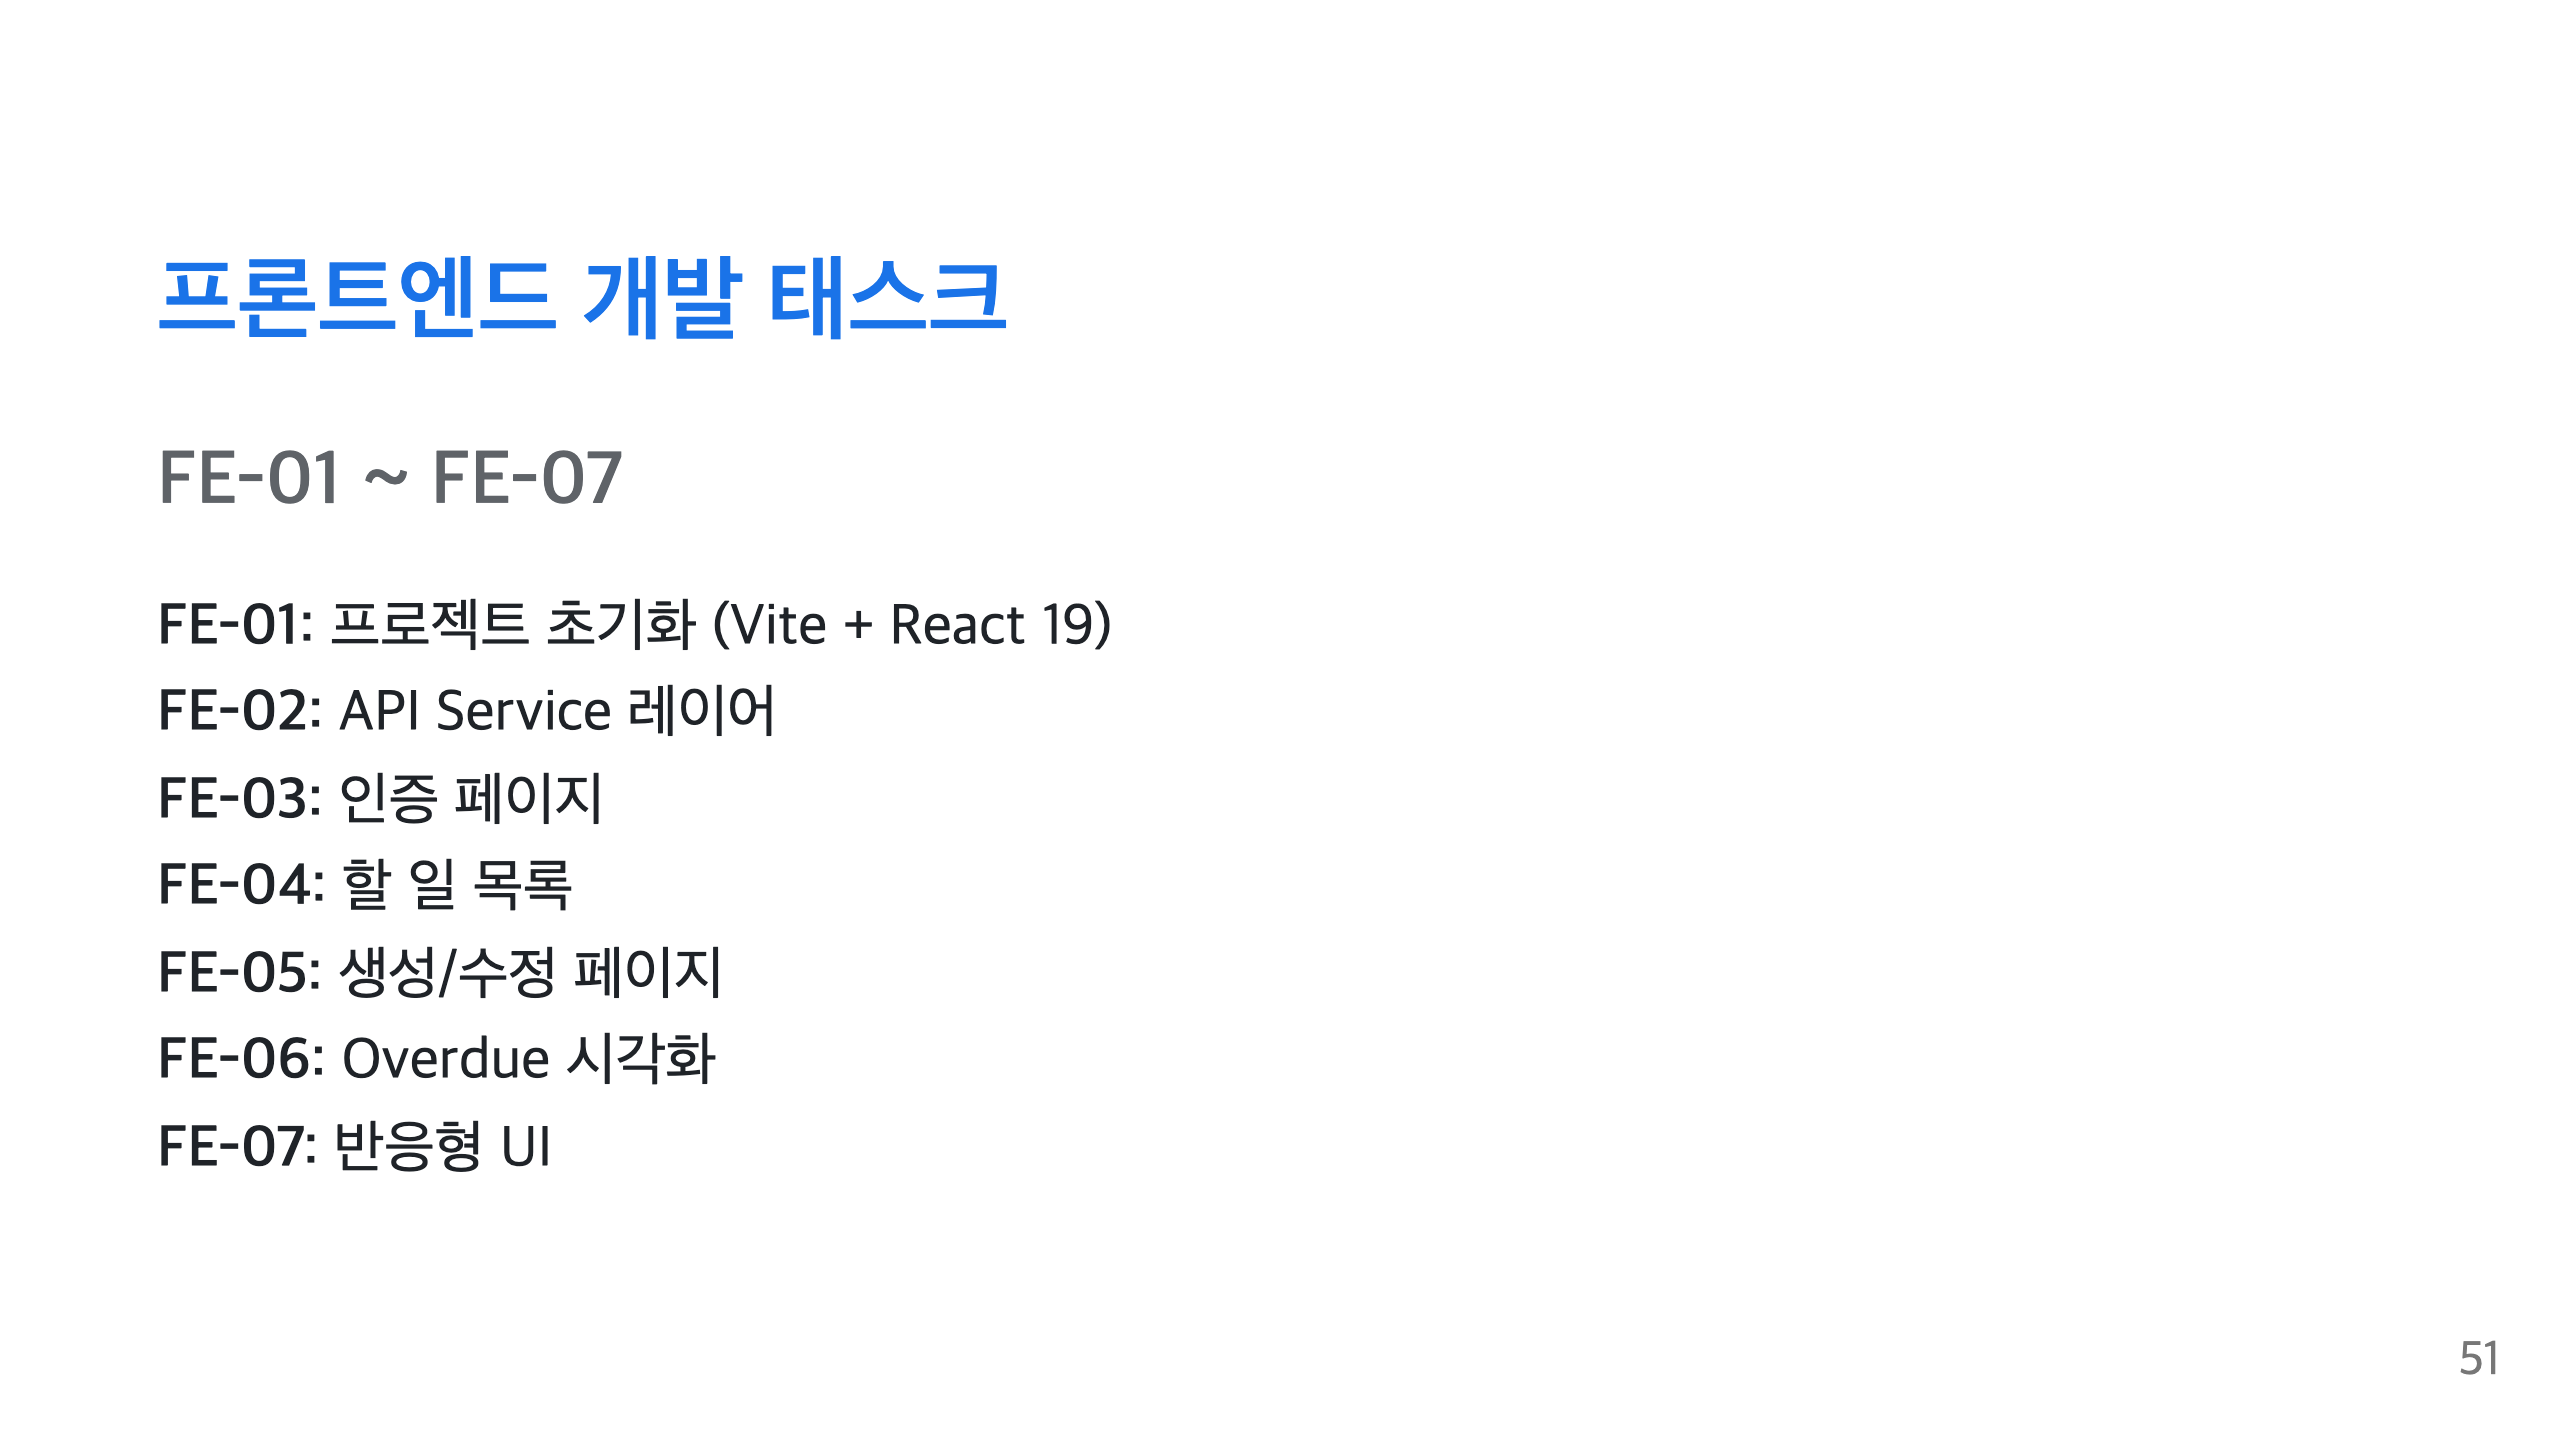 프론트엔드 개발 태스크
FE-01 ~ FE-07
FE-01: 프로젝트 초기화 (Vite + React 19)
FE-02: API Service 레이어
FE-03: 인증 페이지
FE-04: 할 일 목록
FE-05: 생성/수정 페이지
FE-06: Overdue 시각화
FE-07: 반응형 UI
51